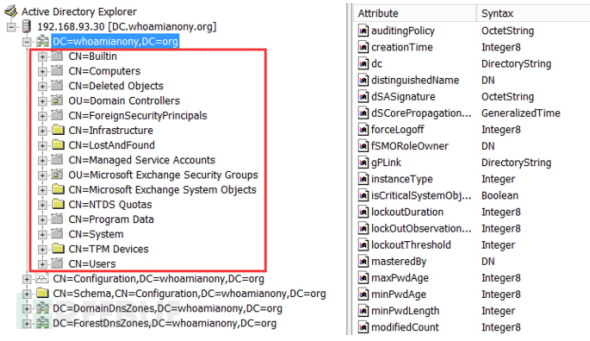 Active Directory Explorer
192.168.93.30 [DC.whoamianony.org]
DC=whoamianony,DC=org
CN=Builtin
CN=Computers
CN=Deleted Objects
OU=Domain Controllers
CN=ForeignSecurityPrincipals
CN=Infrastructure
CN=LostAndFound
CN=Managed Service Accounts
OU=Microsoft Exchange Security Groups
CN=Microsoft Exchange System Objects
CN=NTDS Quotas
CN=Program Data
CN=System
CN=TPM Devices
CN=Users
CN=Configuration,DC=whoamianony,DC=org
CN=Schema,CN=Configuration,DC=whoamianony,DC=org
DC=DomainDnsZones,DC=whoamianony,DC=org
DC=ForestDnsZones,DC=whoamianony,DC=org
Attribute Syntax
auditingPolicy OctetString
creationTime Integer8
dc DirectoryString
distinguishedName DN
dSASignature OctetString
dSCorePropagation... GeneralizedTime
forceLogoff Integer8
fSMORoleOwner DN
gPLink DirectoryString
instanceType Integer
isCriticalSystemObj... Boolean
lockoutDuration Integer8
lockOutObservation... Integer8
lockoutThreshold Integer
masteredBy DN
maxPwdAge Integer8
minPwdAge Integer8
minPwdLength Integer
modifiedCount Integer8